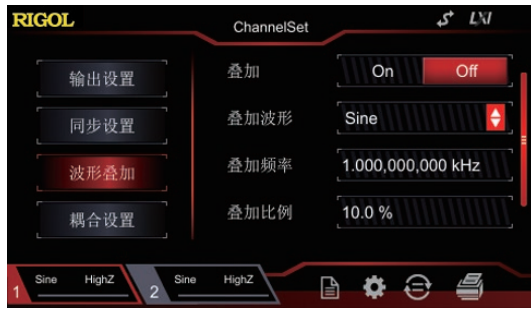 RIGOL
ChannelSet
LXI
输出设置
同步设置
波形叠加
耦合设置
叠加
On
Off
叠加波形
Sine
叠加频率
1.000,000,000 kHz
叠加比例
10.0 %
1
Sine
HighZ
2
Sine
HighZ